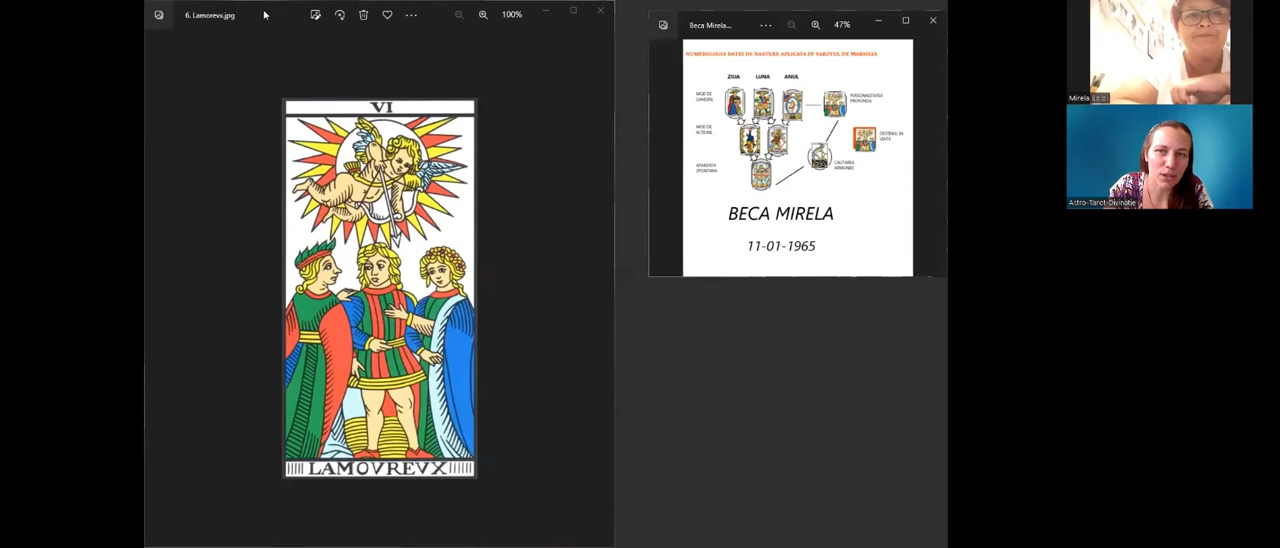 6. Lamorevx.jpg
100%
VI
LAMOVREVX
Beca Mirela...
47%
NUMEROLOGIA DATEI DE NASTERE APLICATA IN TAROTUL DE MARSILIA
ZIUA LUNA ANUL
MOD DE
GANDIRE
PERSONALITATEA
PROFUNDA
MOD DE
ACTIUNE
DESTINUL IN
VIATA
CAUTAREA
ARMONIEI
APARENTA
SPONTANA
BECA MIRELA
11-01-1965
Mirela
Astro-Tarot-Divinatie